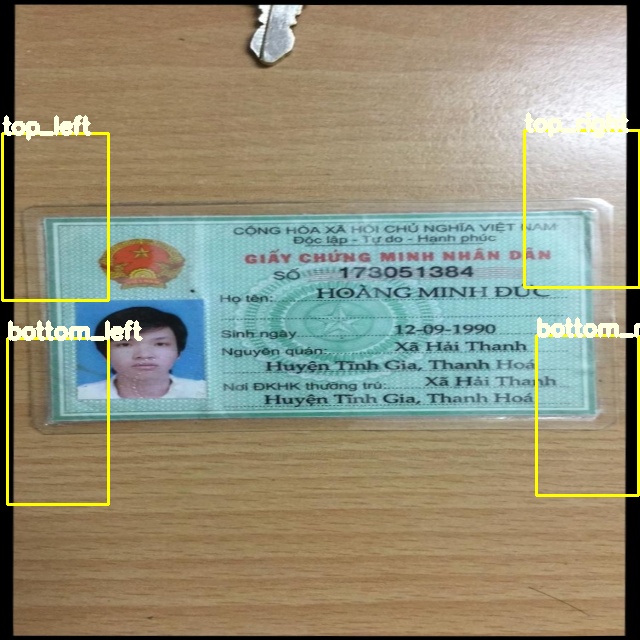 top_left
top_right
CỘNG HÒA XÃ HỘI CHỦ NGHĨA VIỆT NAM
Độc lập - Tự do - Hạnh phúc
GIẤY CHỨNG MINH NHÂN DÂN
SỐ 173051384
Họ tên: HOÀNG MINH ĐỨC
bottom_left
Sinh ngày 12-09-1990
Nguyên quán: Xã Hải Thanh
Huyện Tĩnh Gia, Thanh Hoá
Nơi ĐKHK thường trú: Xã Hải Thanh
Huyện Tĩnh Gia, Thanh Hoá